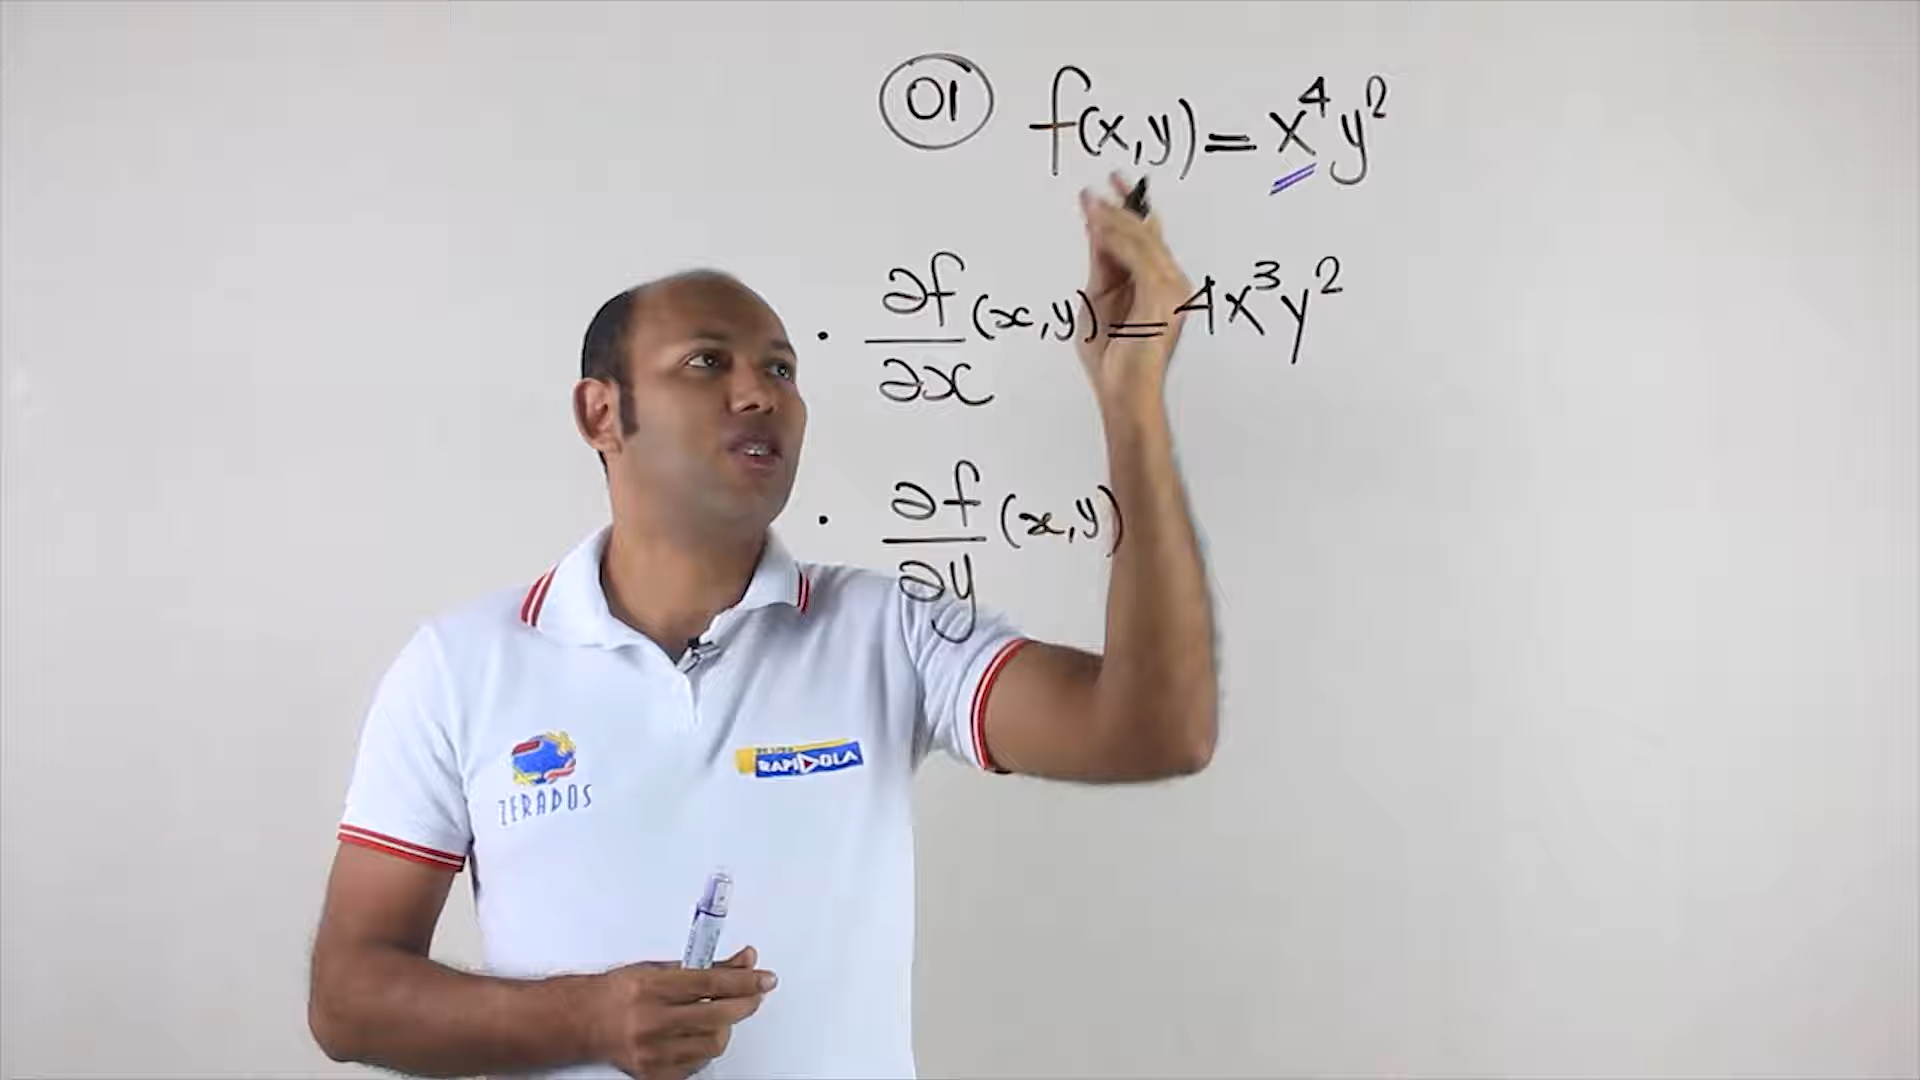 01 f(x,y)=x⁴y²
· ∂f/∂x (x,y)=4x³y²
· ∂f/∂y (x,y)
ZERADOS
RAPIDOLA